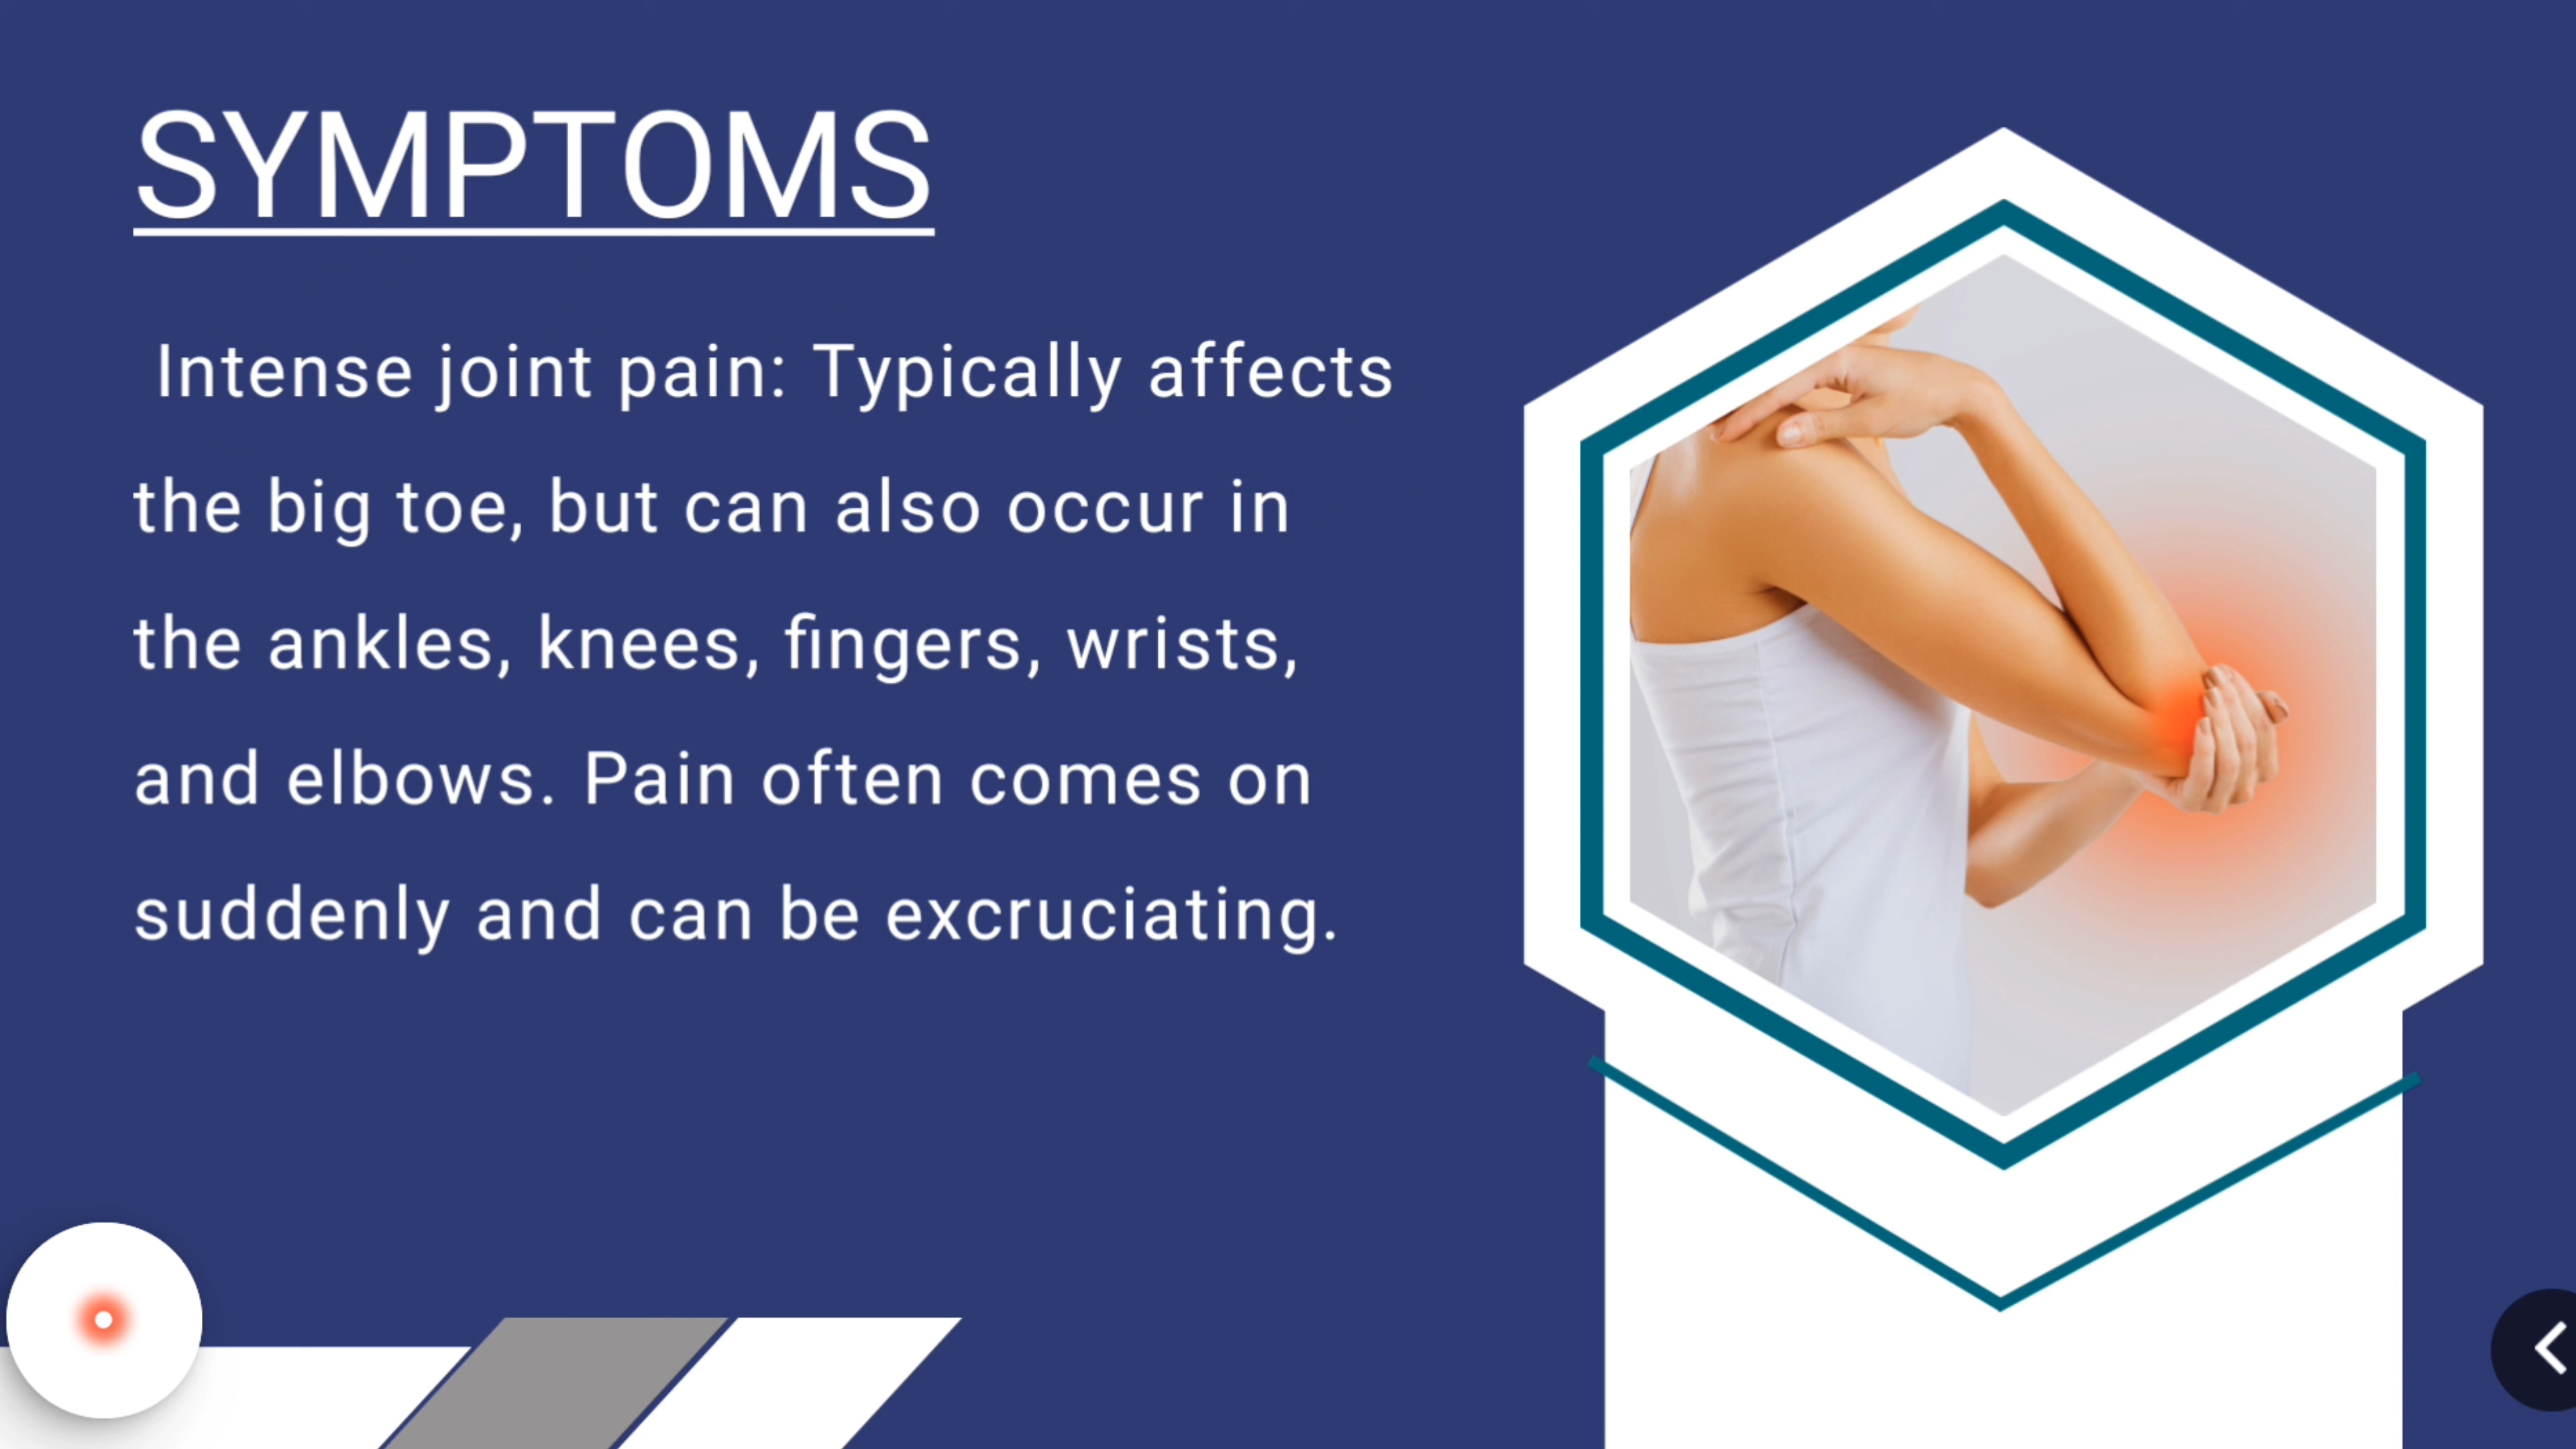 SYMPTOMS
Intense joint pain: Typically affects
the big toe, but can also occur in
the ankles, knees, fingers, wrists,
and elbows. Pain often comes on
suddenly and can be excruciating.